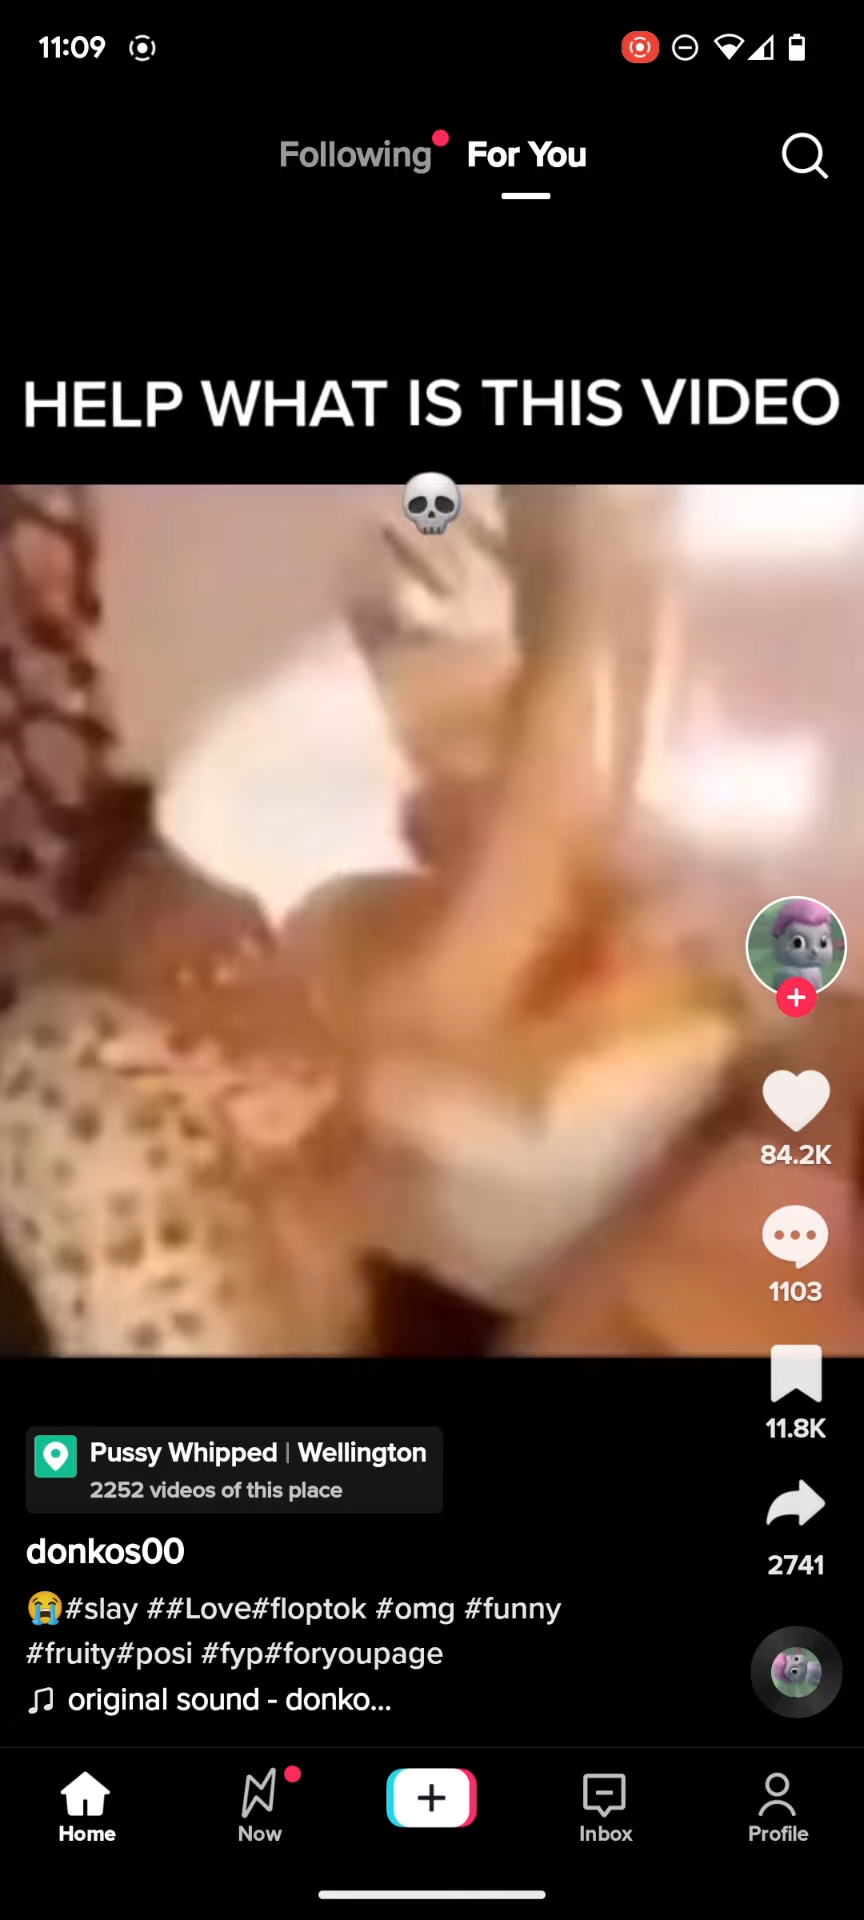 11:09
Following
For You
HELP WHAT IS THIS VIDEO
💀
84.2K
1103
11.8K
2741
Pussy Whipped | Wellington
2252 videos of this place
donkos00
😭#slay ##Love#floptok #omg #funny
#fruity#posi #fyp#foryoupage
original sound - donko...
Home
Now
Inbox
Profile